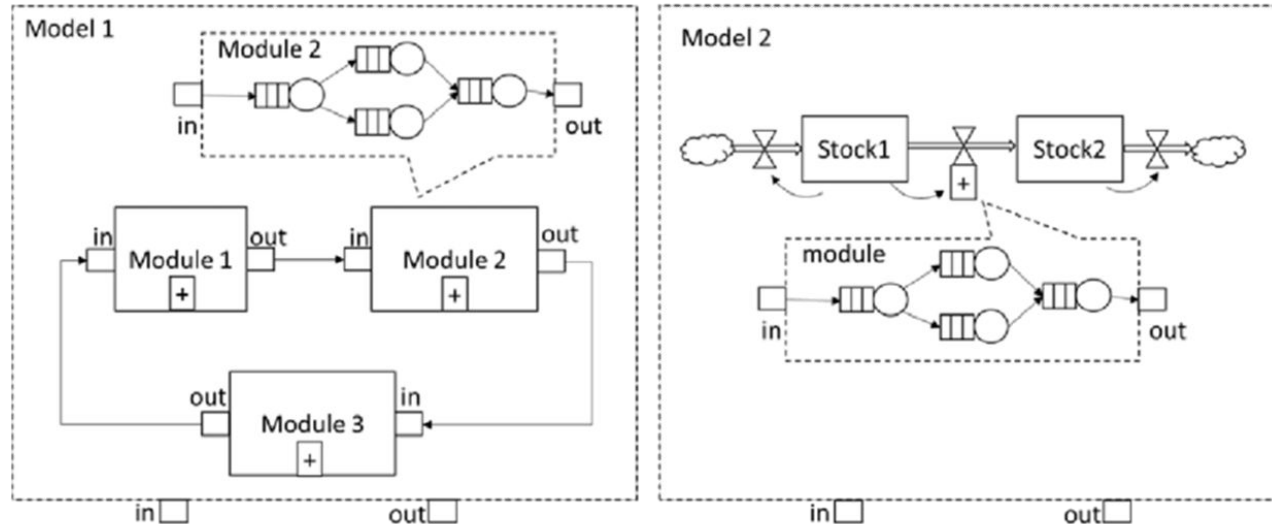 Model 1
Module 2
in
out
in
Module 1
out
in
Module 2
out
+
+
out
Module 3
in
+
in
out
Model 2
Stock1
Stock2
+
module
in
out
in
out